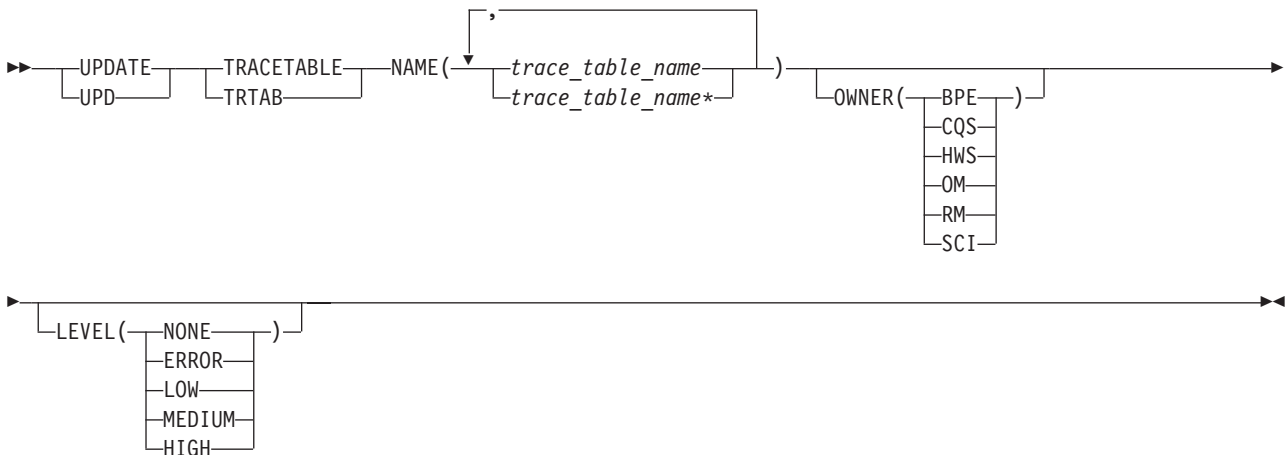 ,
UPDATE TRACETABLE NAME( trace_table_name ) OWNER( BPE )
UPD TRTAB trace_table_name* CQS
HWS
OM
RM
SCI
LEVEL( NONE )
ERROR
LOW
MEDIUM
HIGH